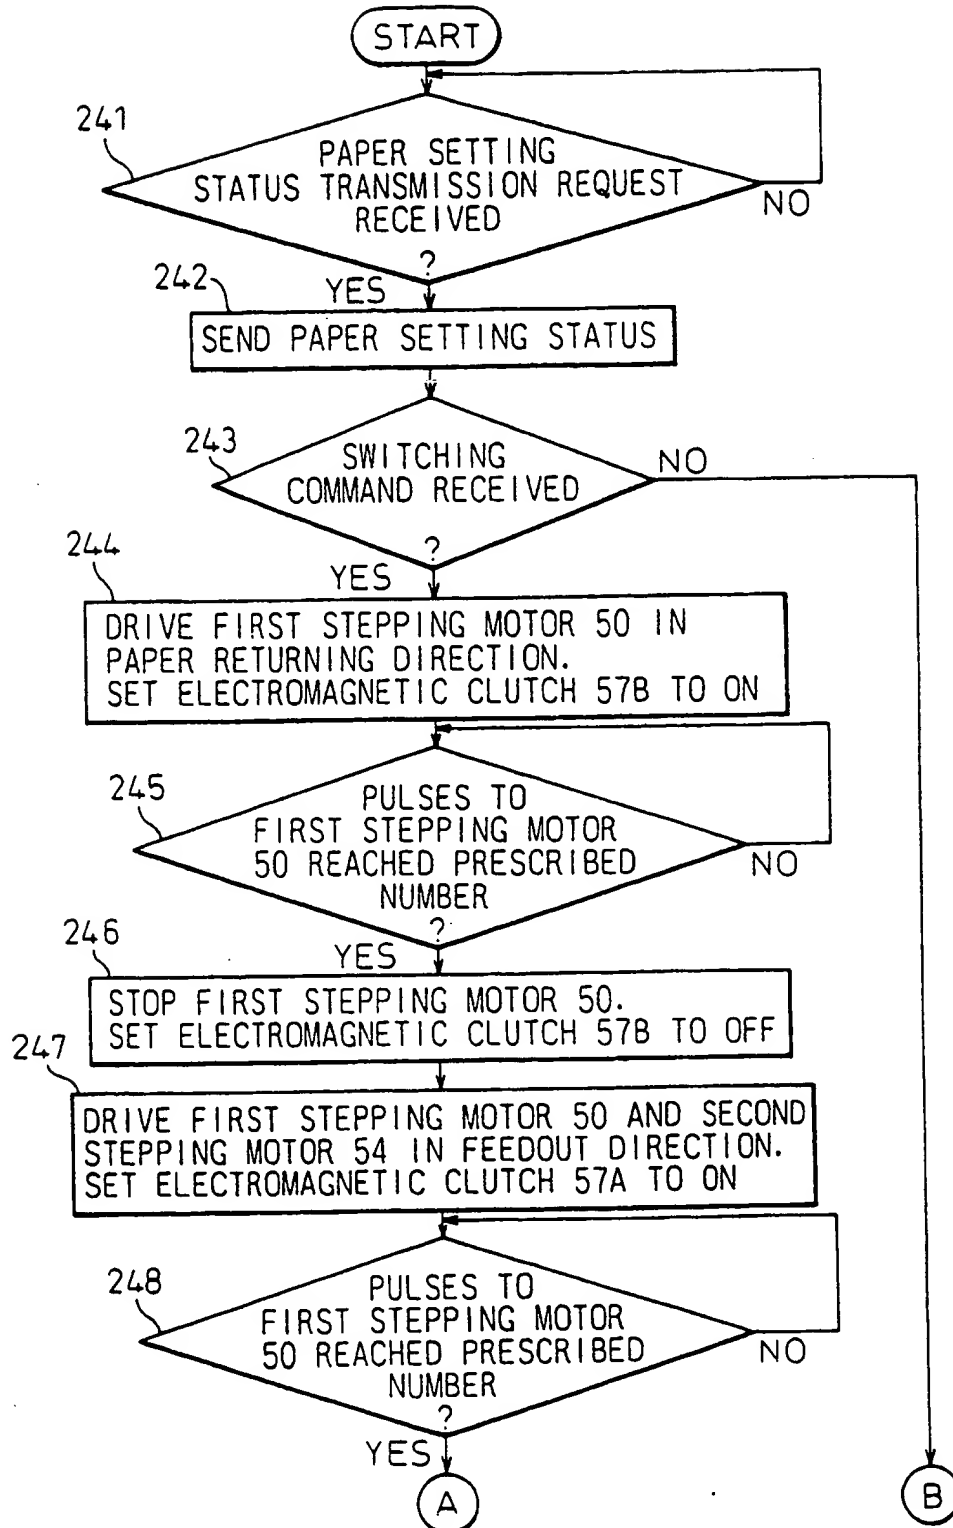 START
241
PAPER SETTING
STATUS TRANSMISSION REQUEST
RECEIVED
?
NO
YES
242
SEND PAPER SETTING STATUS
243
SWITCHING
COMMAND RECEIVED
?
NO
YES
244
DRIVE FIRST STEPPING MOTOR 50 IN
PAPER RETURNING DIRECTION.
SET ELECTROMAGNETIC CLUTCH 57B TO ON
245
PULSES TO
FIRST STEPPING MOTOR
50 REACHED PRESCRIBED
NUMBER
?
NO
YES
246
STOP FIRST STEPPING MOTOR 50.
SET ELECTROMAGNETIC CLUTCH 57B TO OFF
247
DRIVE FIRST STEPPING MOTOR 50 AND SECOND
STEPPING MOTOR 54 IN FEEDOUT DIRECTION.
SET ELECTROMAGNETIC CLUTCH 57A TO ON
248
PULSES TO
FIRST STEPPING MOTOR
50 REACHED PRESCRIBED
NUMBER
?
NO
YES
A
B